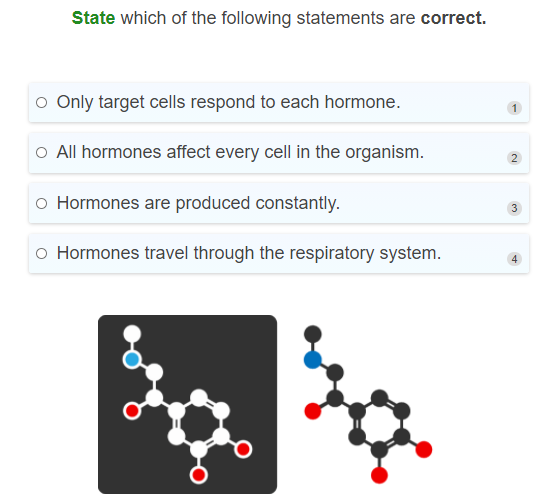 State which of the following statements are correct.
Only target cells respond to each hormone.
1
All hormones affect every cell in the organism.
2
Hormones are produced constantly.
3
Hormones travel through the respiratory system.
4